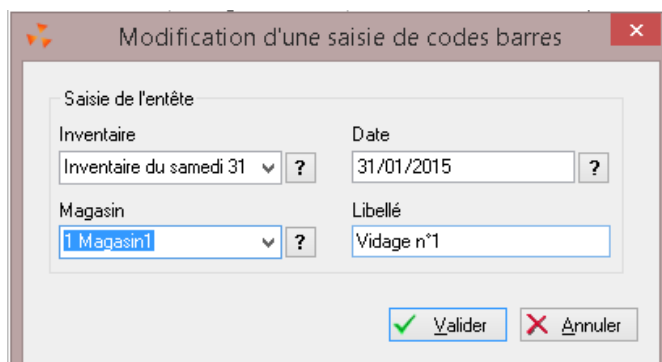 Modification d'une saisie de codes barres
Saisie de l'entête
Inventaire Date
Inventaire du samedi 31 ? 31/01/2015 ?
Magasin Libellé
1 Magasin1 ? Vidage n°1
Valider Annuler